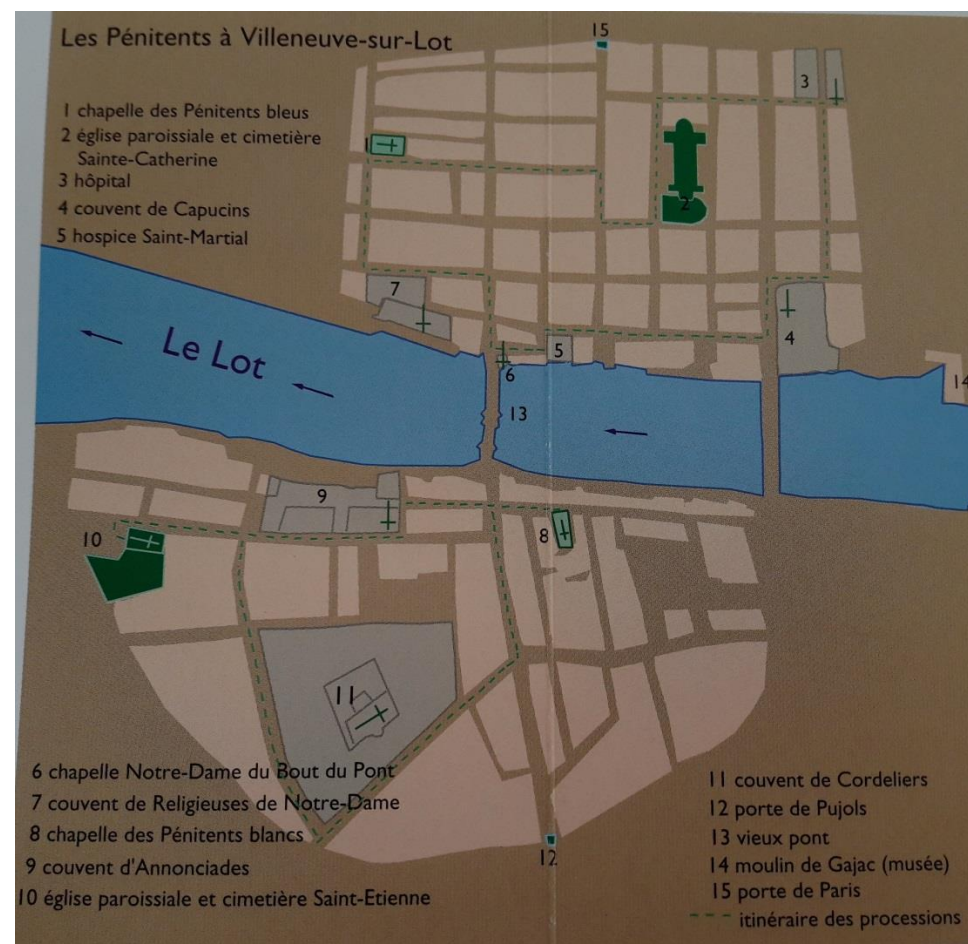 Les Pénitents à Villeneuve-sur-Lot
15
1 chapelle des Pénitents bleus
2 église paroissiale et cimetière
Sainte-Catherine
3 hôpital
4 couvent de Capucins
5 hospice Saint-Martial
3
1
2
7
Le Lot
5
4
6
13
14
9
8
10
11
6 chapelle Notre-Dame du Bout du Pont
7 couvent de Religieuses de Notre-Dame
8 chapelle des Pénitents blancs
9 couvent d'Annonciades
10 église paroissiale et cimetière Saint-Etienne
12
11 couvent de Cordeliers
12 porte de Pujols
13 vieux pont
14 moulin de Gajac (musée)
15 porte de Paris
itinéraire des processions